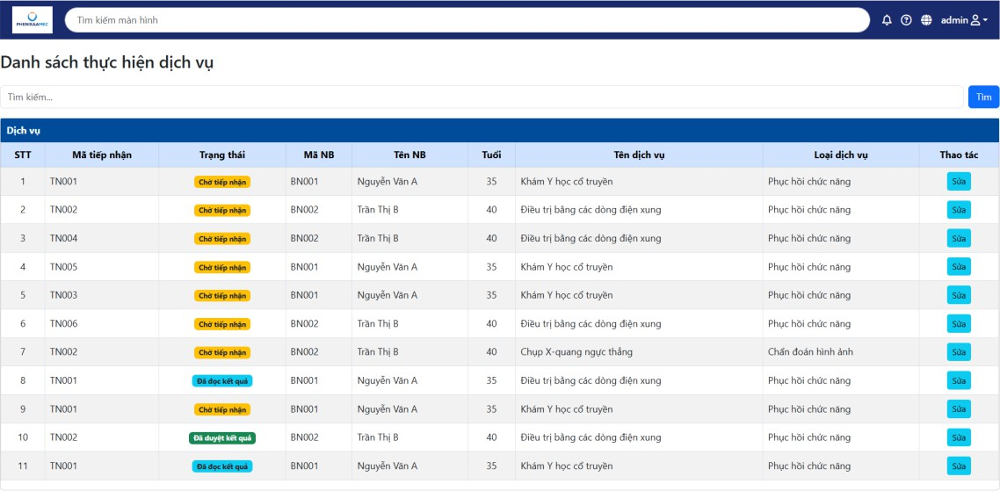 PHENIKAAMEC
Tìm kiếm màn hình
admin
Danh sách thực hiện dịch vụ
Tìm kiếm...
Tìm
Dịch vụ
STT Mã tiếp nhận Trạng thái Mã NB Tên NB Tuổi Tên dịch vụ Loại dịch vụ Thao tác
1 TN001 Chờ tiếp nhận BN001 Nguyễn Văn A 35 Khám Y học cổ truyền Phục hồi chức năng Sửa
2 TN002 Chờ tiếp nhận BN002 Trần Thị B 40 Điều trị bằng các dòng điện xung Phục hồi chức năng Sửa
3 TN004 Chờ tiếp nhận BN002 Trần Thị B 40 Điều trị bằng các dòng điện xung Phục hồi chức năng Sửa
4 TN005 Chờ tiếp nhận BN001 Nguyễn Văn A 35 Khám Y học cổ truyền Phục hồi chức năng Sửa
5 TN003 Chờ tiếp nhận BN001 Nguyễn Văn A 35 Khám Y học cổ truyền Phục hồi chức năng Sửa
6 TN006 Chờ tiếp nhận BN002 Trần Thị B 40 Điều trị bằng các dòng điện xung Phục hồi chức năng Sửa
7 TN002 Chờ tiếp nhận BN002 Trần Thị B 40 Chụp X-quang ngực thẳng Chẩn đoán hình ảnh Sửa
8 TN001 Đã đọc kết quả BN001 Nguyễn Văn A 35 Điều trị bằng các dòng điện xung Phục hồi chức năng Sửa
9 TN001 Chờ tiếp nhận BN001 Nguyễn Văn A 35 Khám Y học cổ truyền Phục hồi chức năng Sửa
10 TN002 Đã duyệt kết quả BN002 Trần Thị B 40 Điều trị bằng các dòng điện xung Phục hồi chức năng Sửa
11 TN001 Đã đọc kết quả BN001 Nguyễn Văn A 35 Khám Y học cổ truyền Phục hồi chức năng Sửa